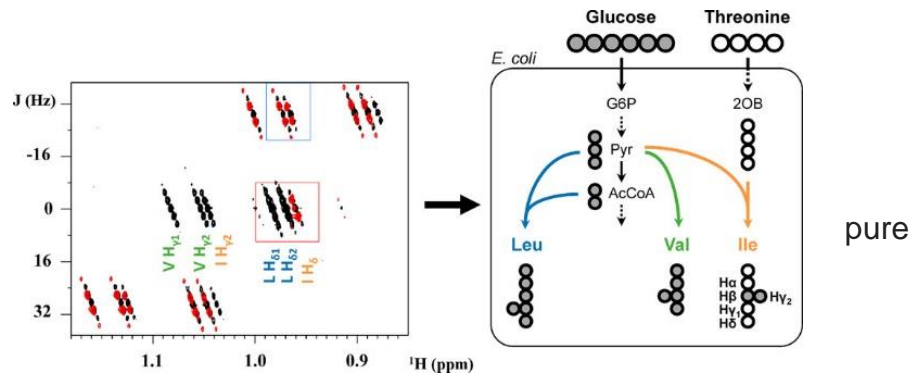 Glucose
Threonine
E. coli
G6P
2OB
Pyr
AcCoA
Leu
Val
Ile
Hα
Hβ
Hγ₂
Hγ₁
Hδ
pure
J (Hz)
-16
0
16
32
V Hγ1
V Hγ2
I Hγ2
L Hδ1
L Hδ2
I Hδ
1.1
1.0
0.9
¹H (ppm)